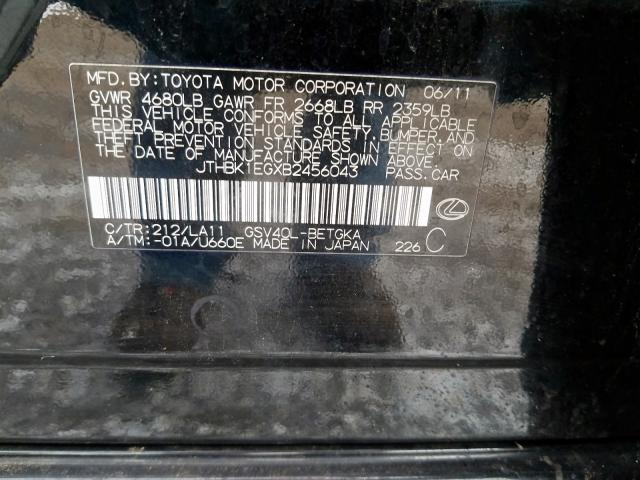 MFD.BY:TOYOTA MOTOR CORPORATION 06/11
GVWR 4680LB GAWR FR 2668LB RR 2359LB
THIS VEHICLE CONFORMS TO ALL APPLICABLE
FEDERAL MOTOR VEHICLE SAFETY, BUMPER, AND
THEFT PREVENTION STANDARDS IN EFFECT ON
THE DATE OF MANUFACTURE SHOWN ABOVE.
JTHBK1EGXB2456043 PASS.CAR
C/TR:212/LA11 GSV40L-BETGKA
A/TM:-01A/U660E MADE IN JAPAN 226 C